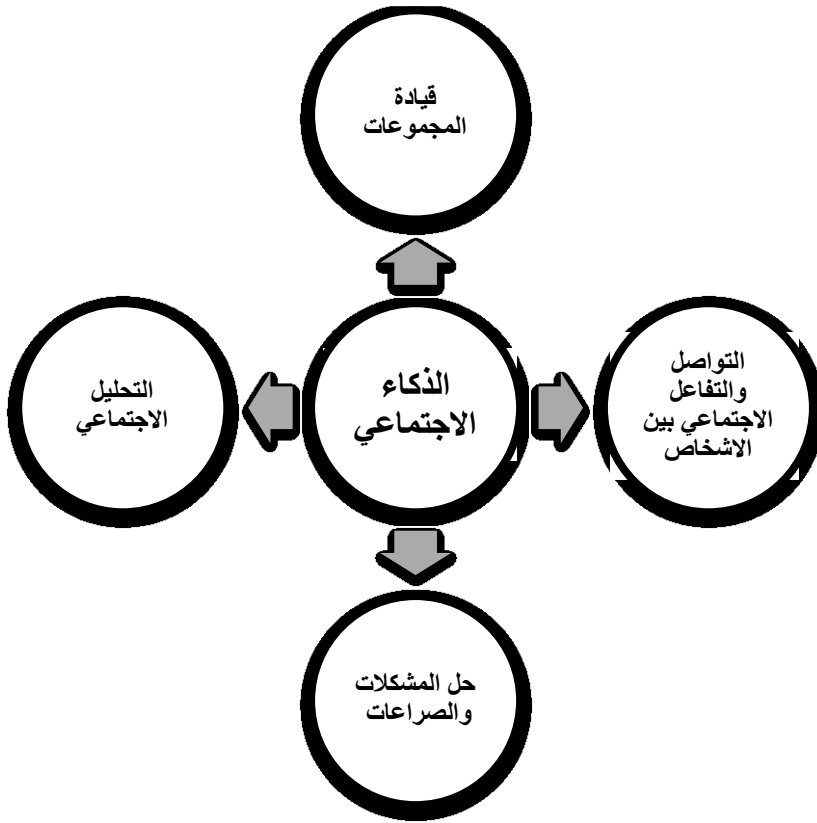 قيادة
المجموعات
الذكاء
الاجتماعي
التواصل
والتفاعل
الاجتماعي بين
الاشخاص
التحليل
الاجتماعي
حل المشكلات
والصراعات